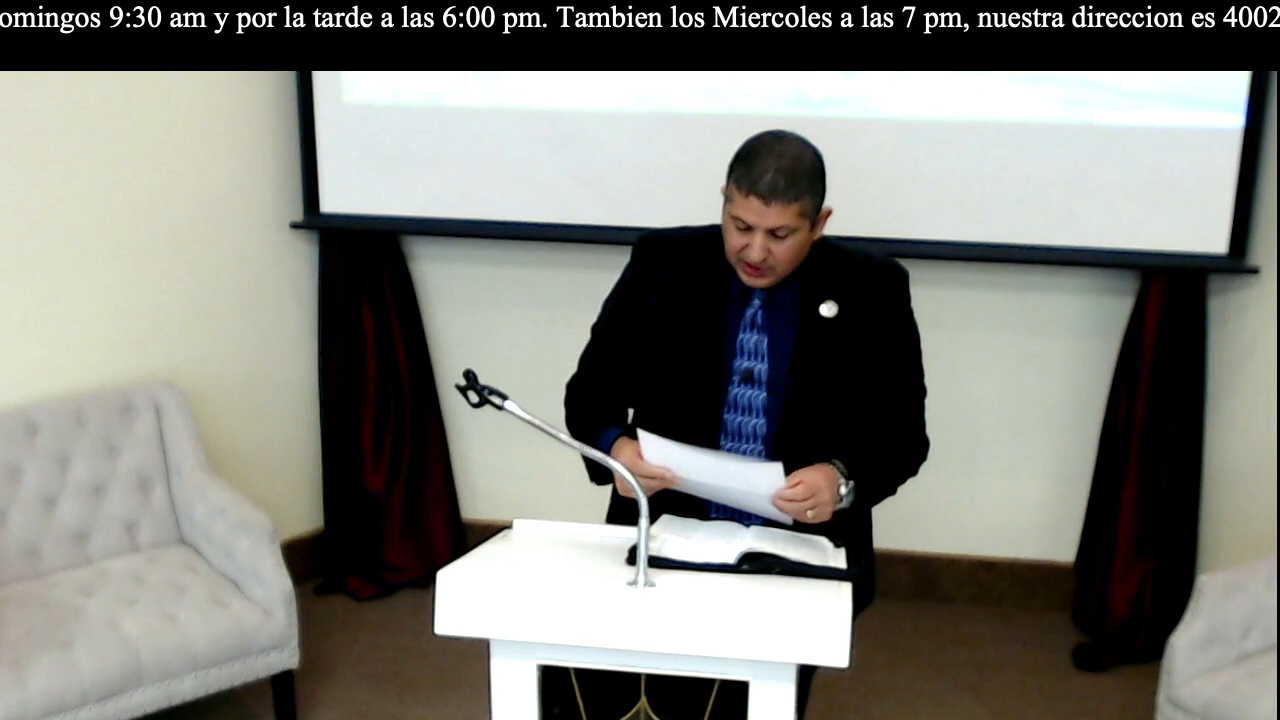 omingos 9:30 am y por la tarde a las 6:00 pm. Tambien los Miercoles a las 7 pm, nuestra direccion es 4002